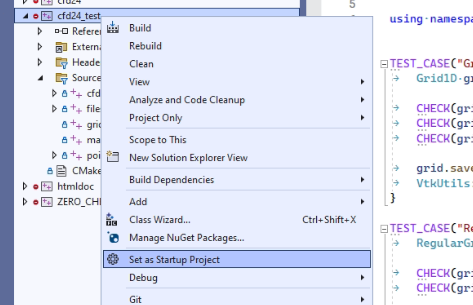 cfd24
cfd24_test
Build
Rebuild
Clean
View
Analyze and Code Cleanup
Project Only
Scope to This
New Solution Explorer View
Build Dependencies
Add
Class Wizard...
Ctrl+Shift+X
Manage NuGet Packages...
Set as Startup Project
Debug
Git
Refere
Extern
Heade
Source
cfd
files
grid
ma
poi
CMake
htmldoc
ZERO_CHE
5
using namespa
TEST_CASE("Gr
Grid1D gr
CHECK(gri
CHECK(gri
CHECK(gri
grid.save
VtkUtils:
}
TEST_CASE("Re
RegularGr
CHECK(gri
CHECK(gri